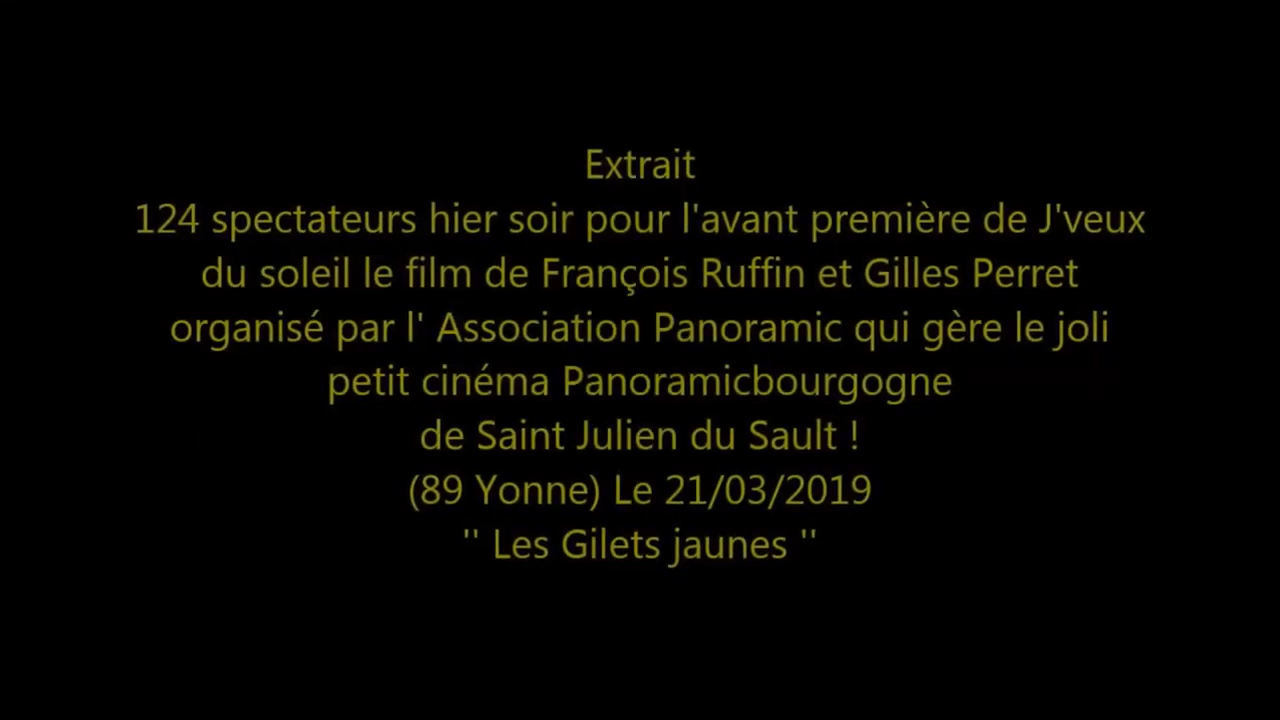 Extrait
124 spectateurs hier soir pour l'avant première de J'veux
du soleil le film de François Ruffin et Gilles Perret
organisé par l' Association Panoramic qui gère le joli
petit cinéma Panoramicbourgogne
de Saint Julien du Sault !
(89 Yonne) Le 21/03/2019
'' Les Gilets jaunes ''